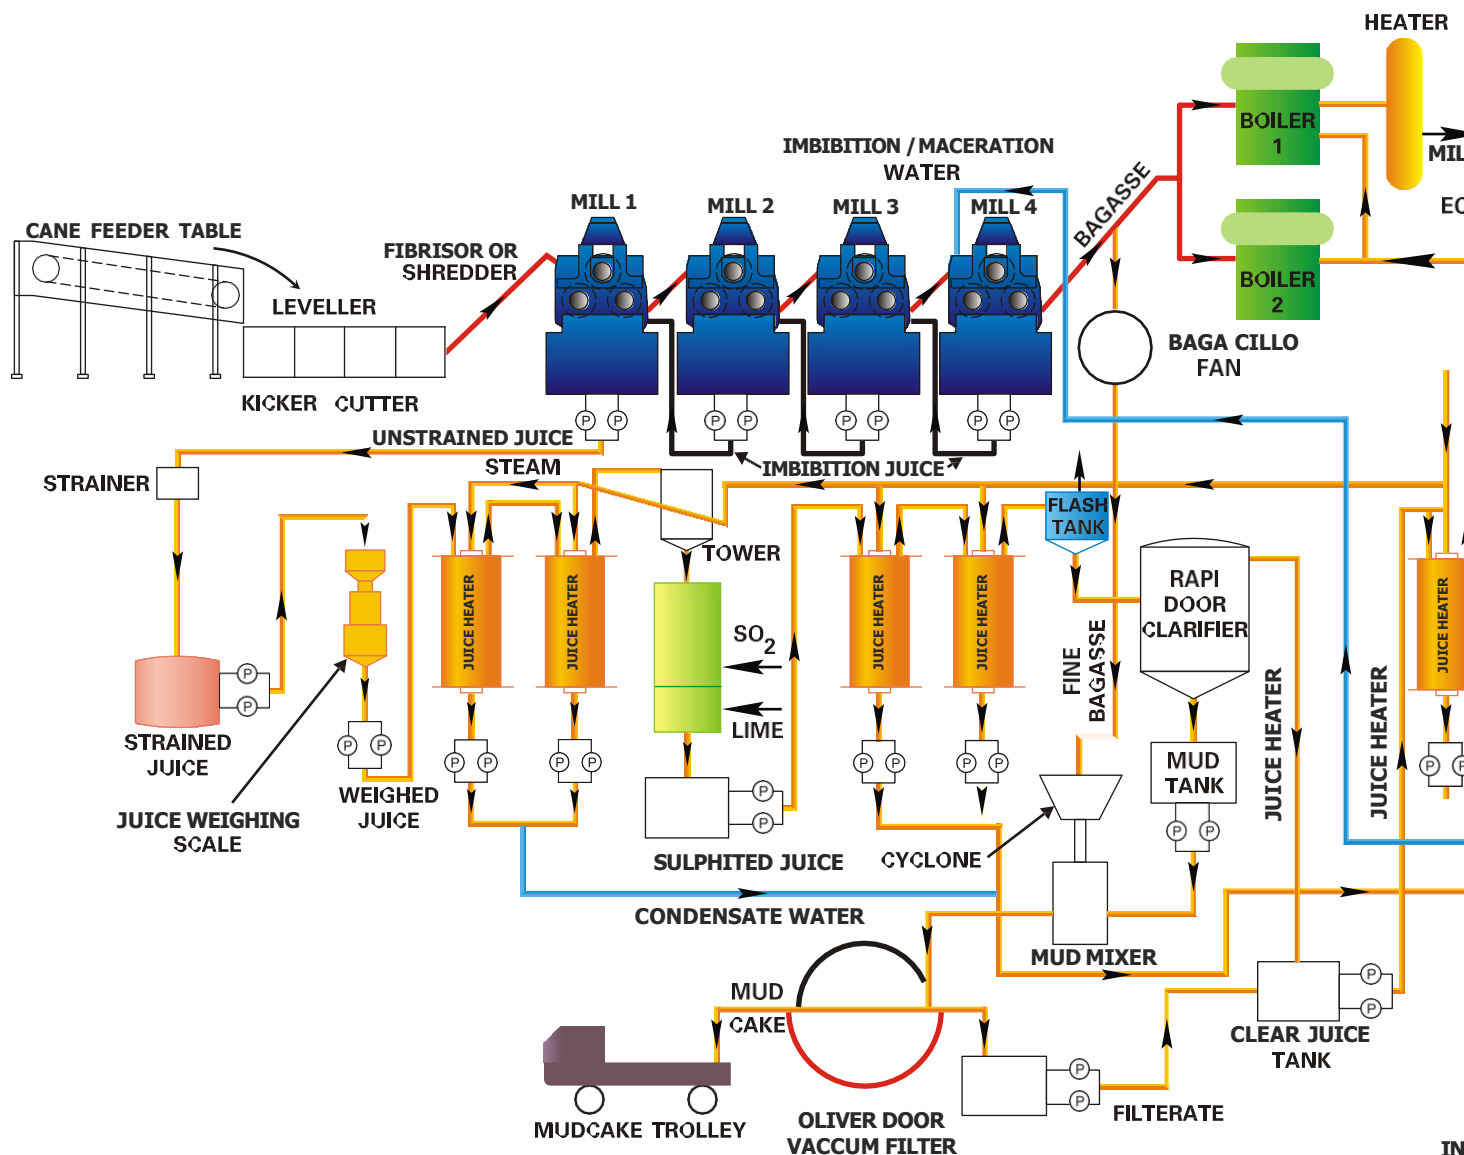 HEATER
BOILER
1
MIL
IMBIBITION / MACERATION
WATER
BAGASSE
MILL 1
MILL 2
MILL 3
MILL 4
EC
CANE FEEDER TABLE
FIBRISOR OR
SHREDDER
LEVELLER
BOILER
2
BAGA CILLO
FAN
KICKER
CUTTER
P
P
P
P
P
P
P
P
UNSTRAINED JUICE
IMBIBITION JUICE
STEAM
STRAINER
FLASH
TANK
TOWER
RAPI
DOOR
CLARIFIER
JUICE HEATER
JUICE HEATER
JUICE HEATER
JUICE HEATER
JUICE HEATER
SO2
LIME
FINE
BAGASSE
P
P
STRAINED
JUICE
P
P
P
P
P
P
P
P
P
P
MUD
TANK
JUICE HEATER
JUICE HEATER
P
P
WEIGHED
JUICE
P
P
P
P
JUICE WEIGHING
SCALE
SULPHITED JUICE
CYCLONE
CONDENSATE WATER
MUD MIXER
MUD
CAKE
P
P
CLEAR JUICE
TANK
P
P
FILTERATE
MUDCAKE TROLLEY
OLIVER DOOR
VACCUM FILTER
IN